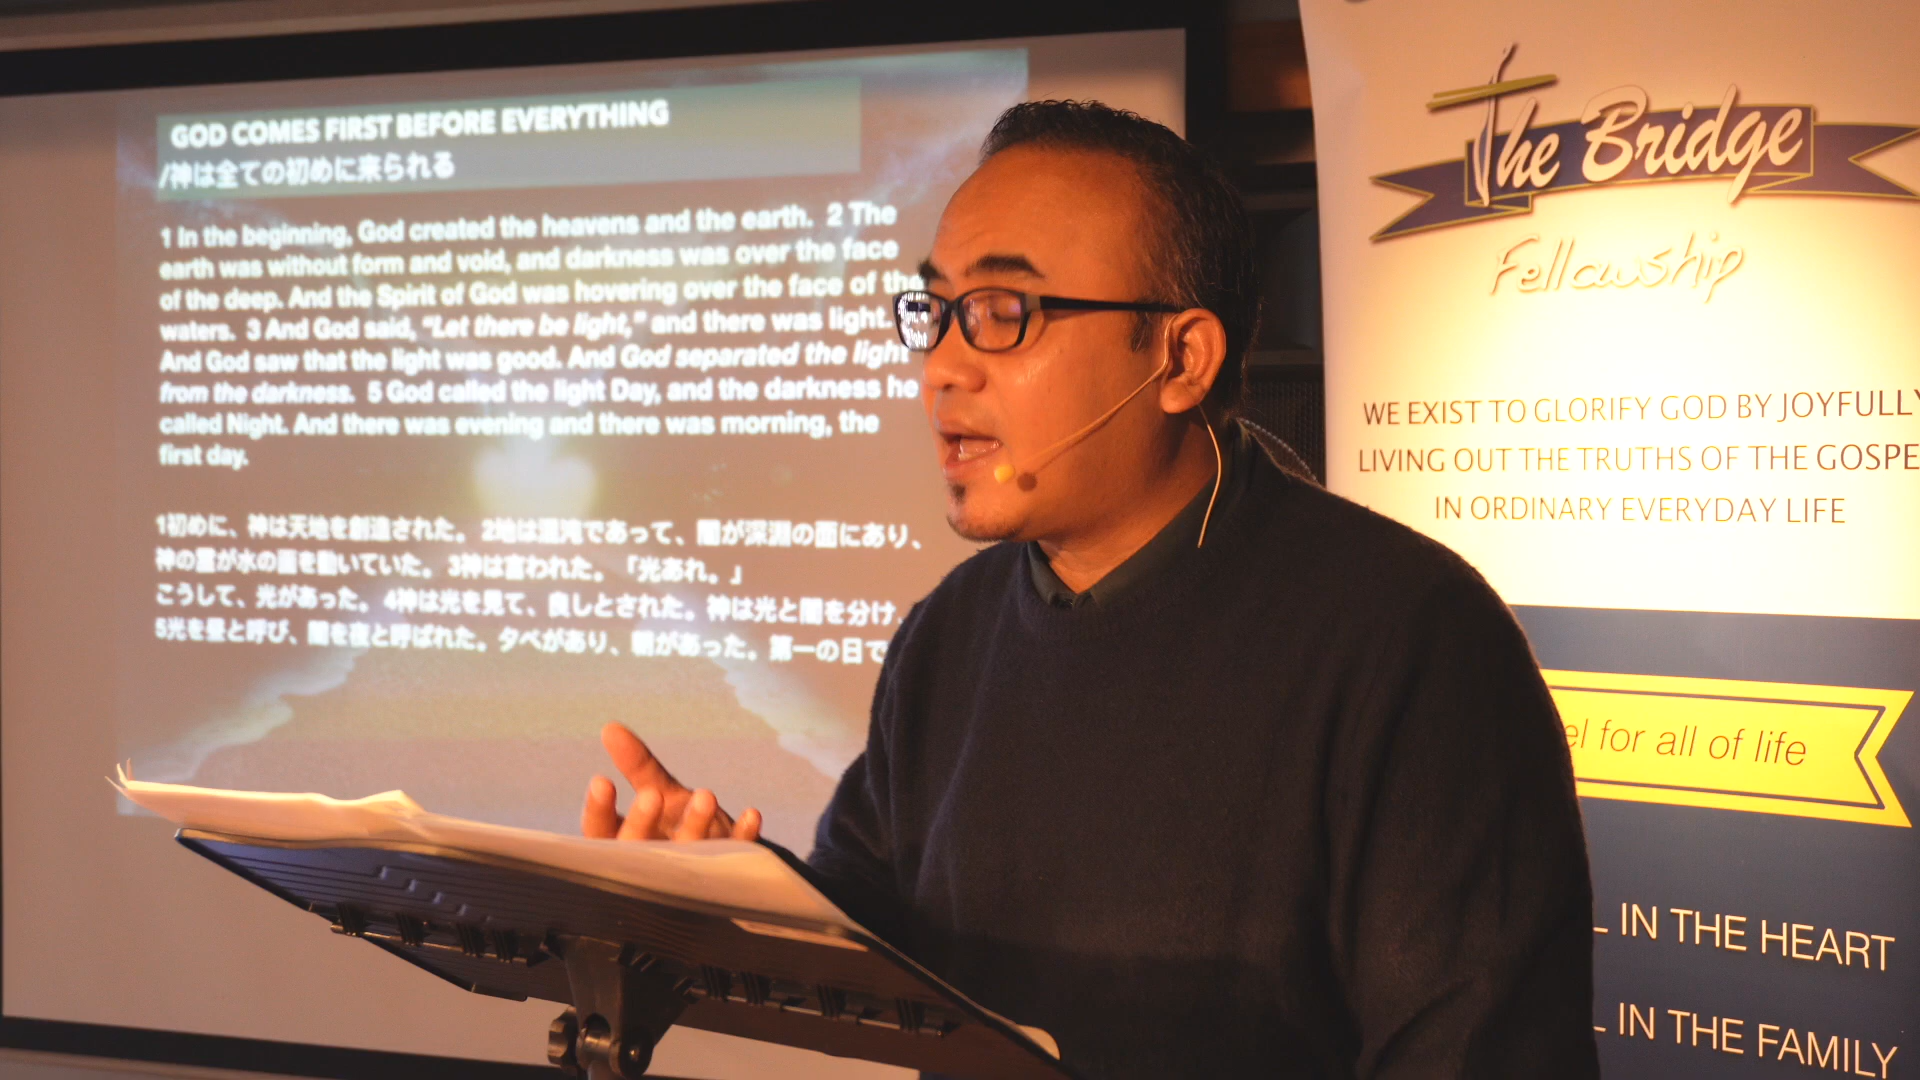 GOD COMES FIRST BEFORE EVERYTHING
/神は全ての初めに来られる
1 In the beginning, God created the heavens and the earth. 2 The
earth was without form and void, and darkness was over the face
of the deep. And the Spirit of God was hovering over the face of the
waters. 3 And God said, “Let there be light,” and there was light.
And God saw that the light was good. And God separated the light
from the darkness. 5 God called the light Day, and the darkness he
called Night. And there was evening and there was morning, the
first day.
1初めに、神は天地を創造された。2地は混沌であって、闇が深淵の面にあり、
神の霊が水の面を動いていた。3神は言われた。「光あれ。」
こうして、光があった。4神は光を見て、良しとされた。神は光と闇を分け、
5光を昼と呼び、闇を夜と呼ばれた。夕べがあり、朝があった。第一の日で
The Bridge
Fellowship
WE EXIST TO GLORIFY GOD BY JOYFULLY
LIVING OUT THE TRUTHS OF THE GOSPE
IN ORDINARY EVERYDAY LIFE
el for all of life
L IN THE HEART
L IN THE FAMILY